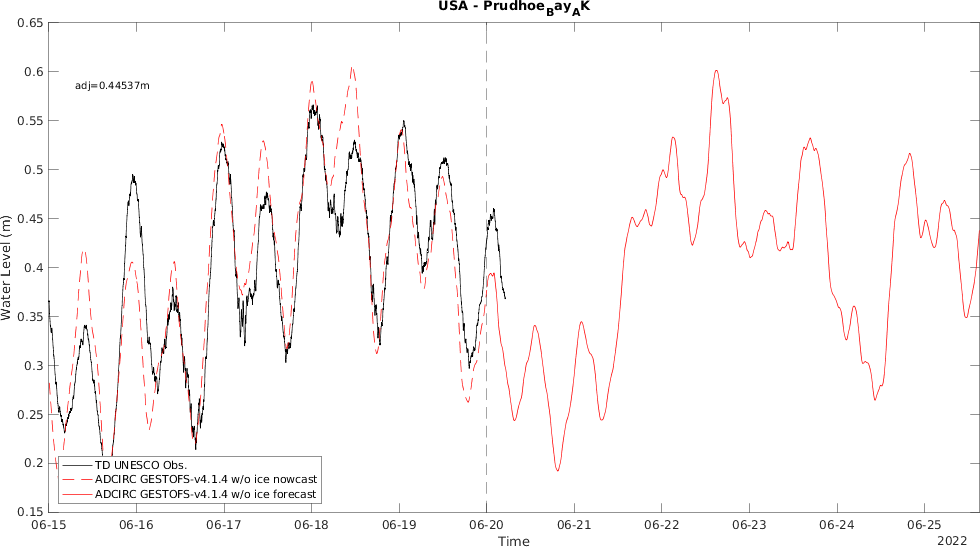 USA - Prudhoe_Bay_AK
0.65
0.6
adj=0.44537m
0.55
0.5
0.45
0.4
0.35
0.3
0.25
0.2
0.15
Water Level (m)
TD UNESCO Obs.
ADCIRC GESTOFS-v4.1.4 w/o ice nowcast
ADCIRC GESTOFS-v4.1.4 w/o ice forecast
06-15 06-16 06-17 06-18 06-19 06-20 06-21 06-22 06-23 06-24 06-25
Time
2022